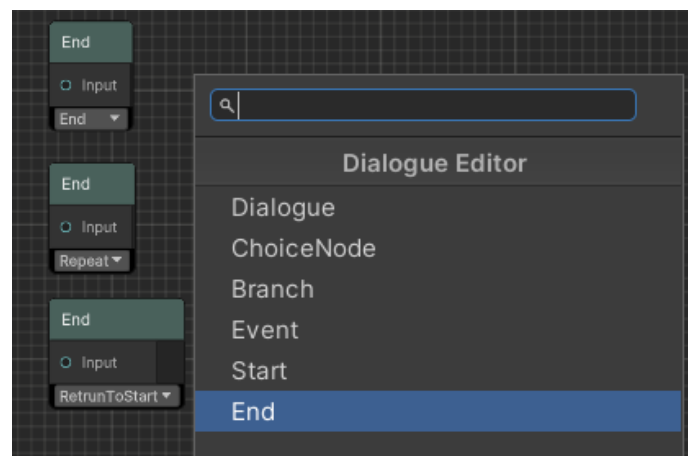 End
Input
End
End
Input
Repeat
End
Input
RetrunToStart
Dialogue Editor
Dialogue
ChoiceNode
Branch
Event
Start
End